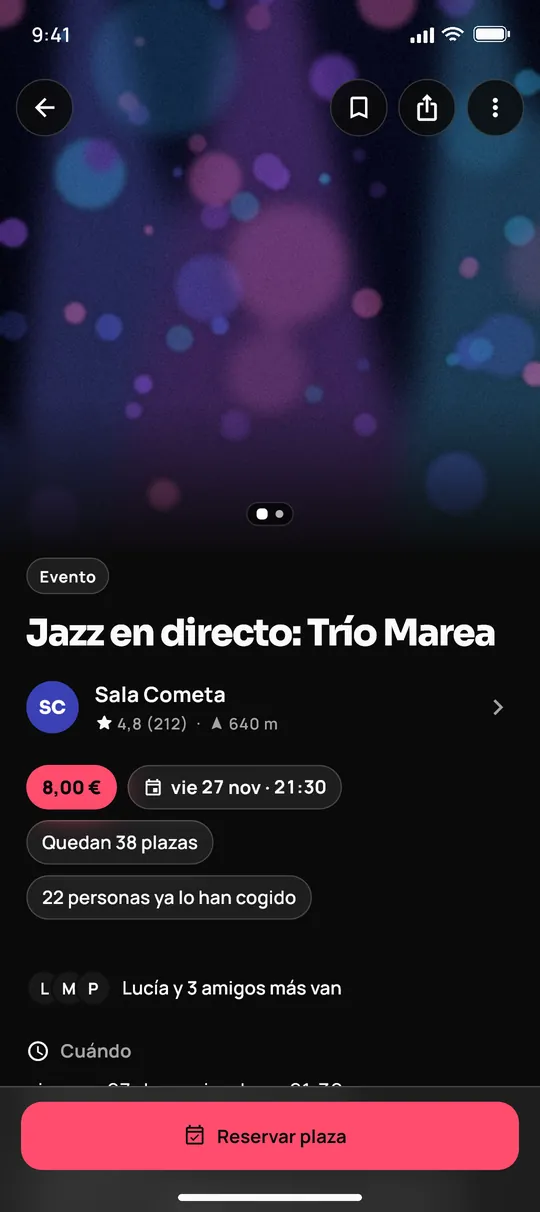 9:41
Evento
Jazz en directo: Trío Marea
SC
Sala Cometa
4,8 (212) · 640 m
8,00 €
vie 27 nov · 21:30
Quedan 38 plazas
22 personas ya lo han cogido
L M P
Lucía y 3 amigos más van
Cuándo
Reservar plaza